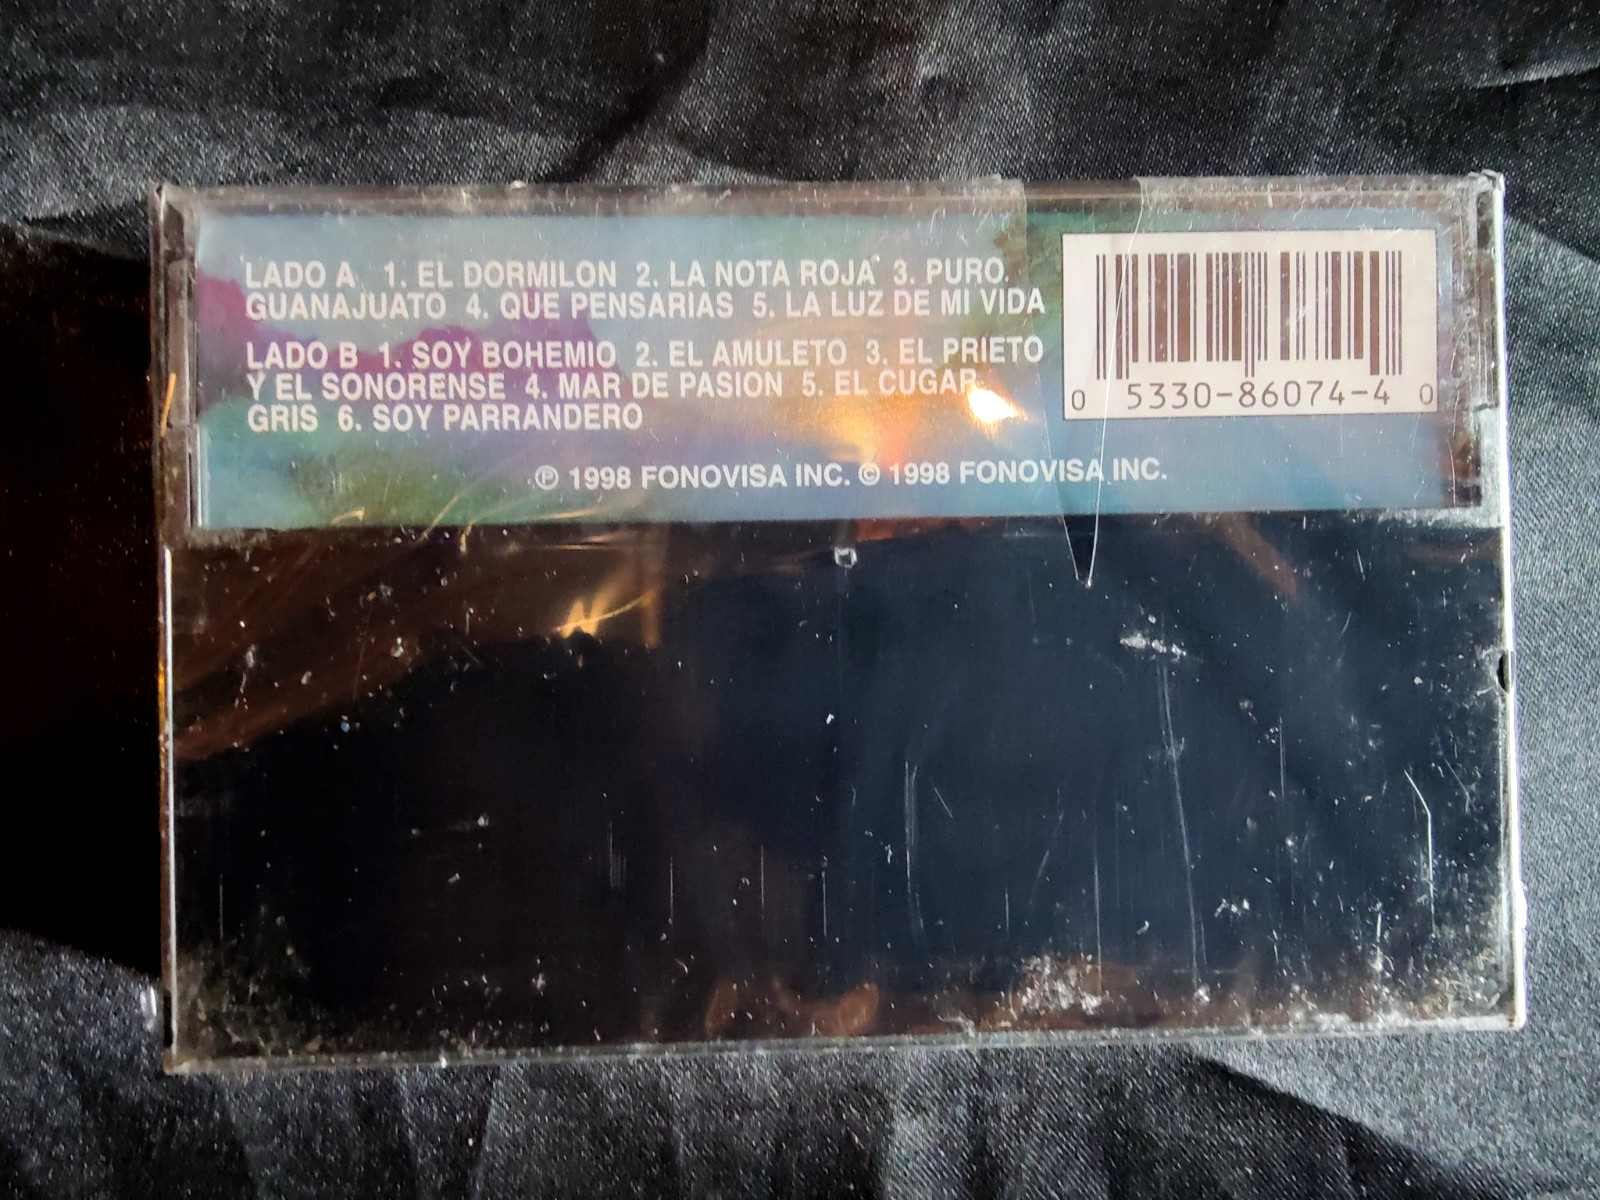 LADO A 1. EL DORMILON 2. LA NOTA ROJA 3. PURO
GUANAJUATO 4. QUE PENSARIAS 5. LA LUZ DE MI VIDA
LADO B 1. SOY BOHEMIO 2. EL AMULETO 3. EL PRIETO
Y EL SONORENSE 4. MAR DE PASION 5. EL CUGAR
GRIS 6. SOY PARRANDERO
℗ 1998 FONOVISA INC. © 1998 FONOVISA INC.
0 5330-86074-4 0